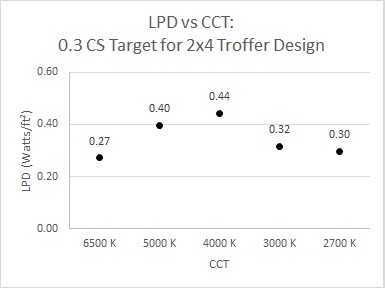 LPD vs CCT:
0.3 CS Target for 2x4 Troffer Design
0.60
0.40
0.20
0.00
LPD (Watts/ft²)
0.27
0.40
0.44
0.32
0.30
6500 K
5000 K
4000 K
3000 K
2700 K
CCT